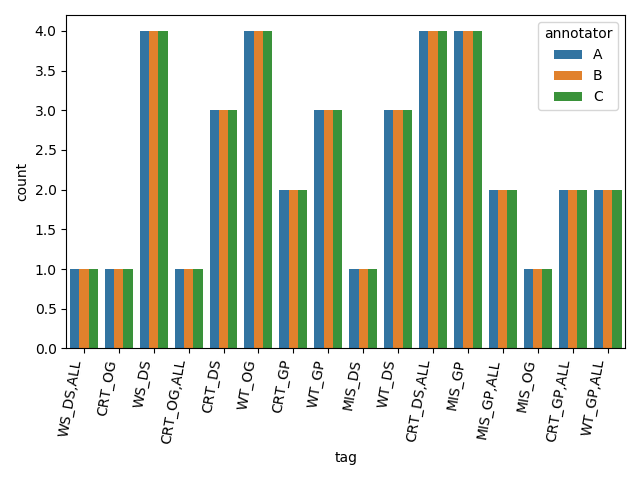 annotator
A
B
C
4.0
3.5
3.0
2.5
2.0
1.5
1.0
0.5
0.0
count
WS_DS,ALL
CRT_OG
WS_DS
CRT_OG,ALL
CRT_DS
WT_OG
CRT_GP
WT_GP
MIS_DS
WT_DS
CRT_DS,ALL
MIS_GP
MIS_GP,ALL
MIS_OG
CRT_GP,ALL
WT_GP,ALL
tag